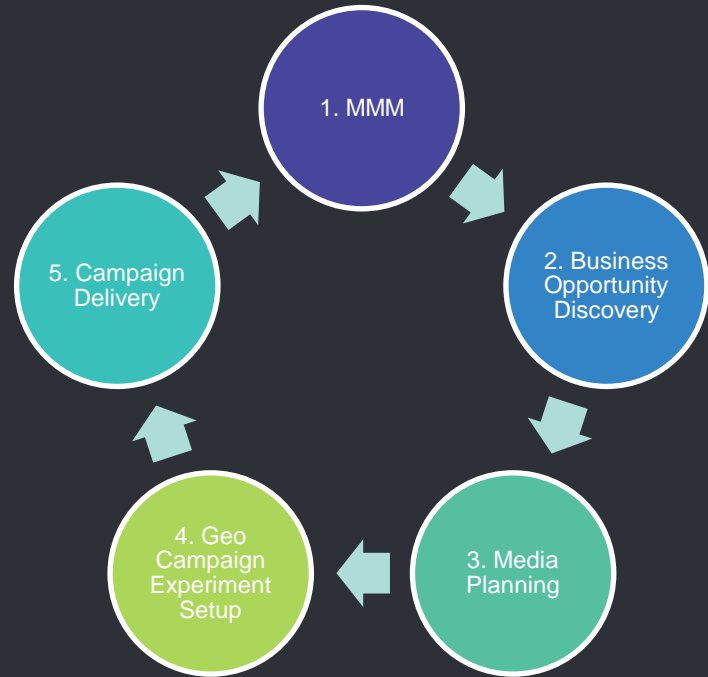 1. MMM
2. Business
Opportunity
Discovery
3. Media
Planning
4. Geo
Campaign
Experiment
Setup
5. Campaign
Delivery